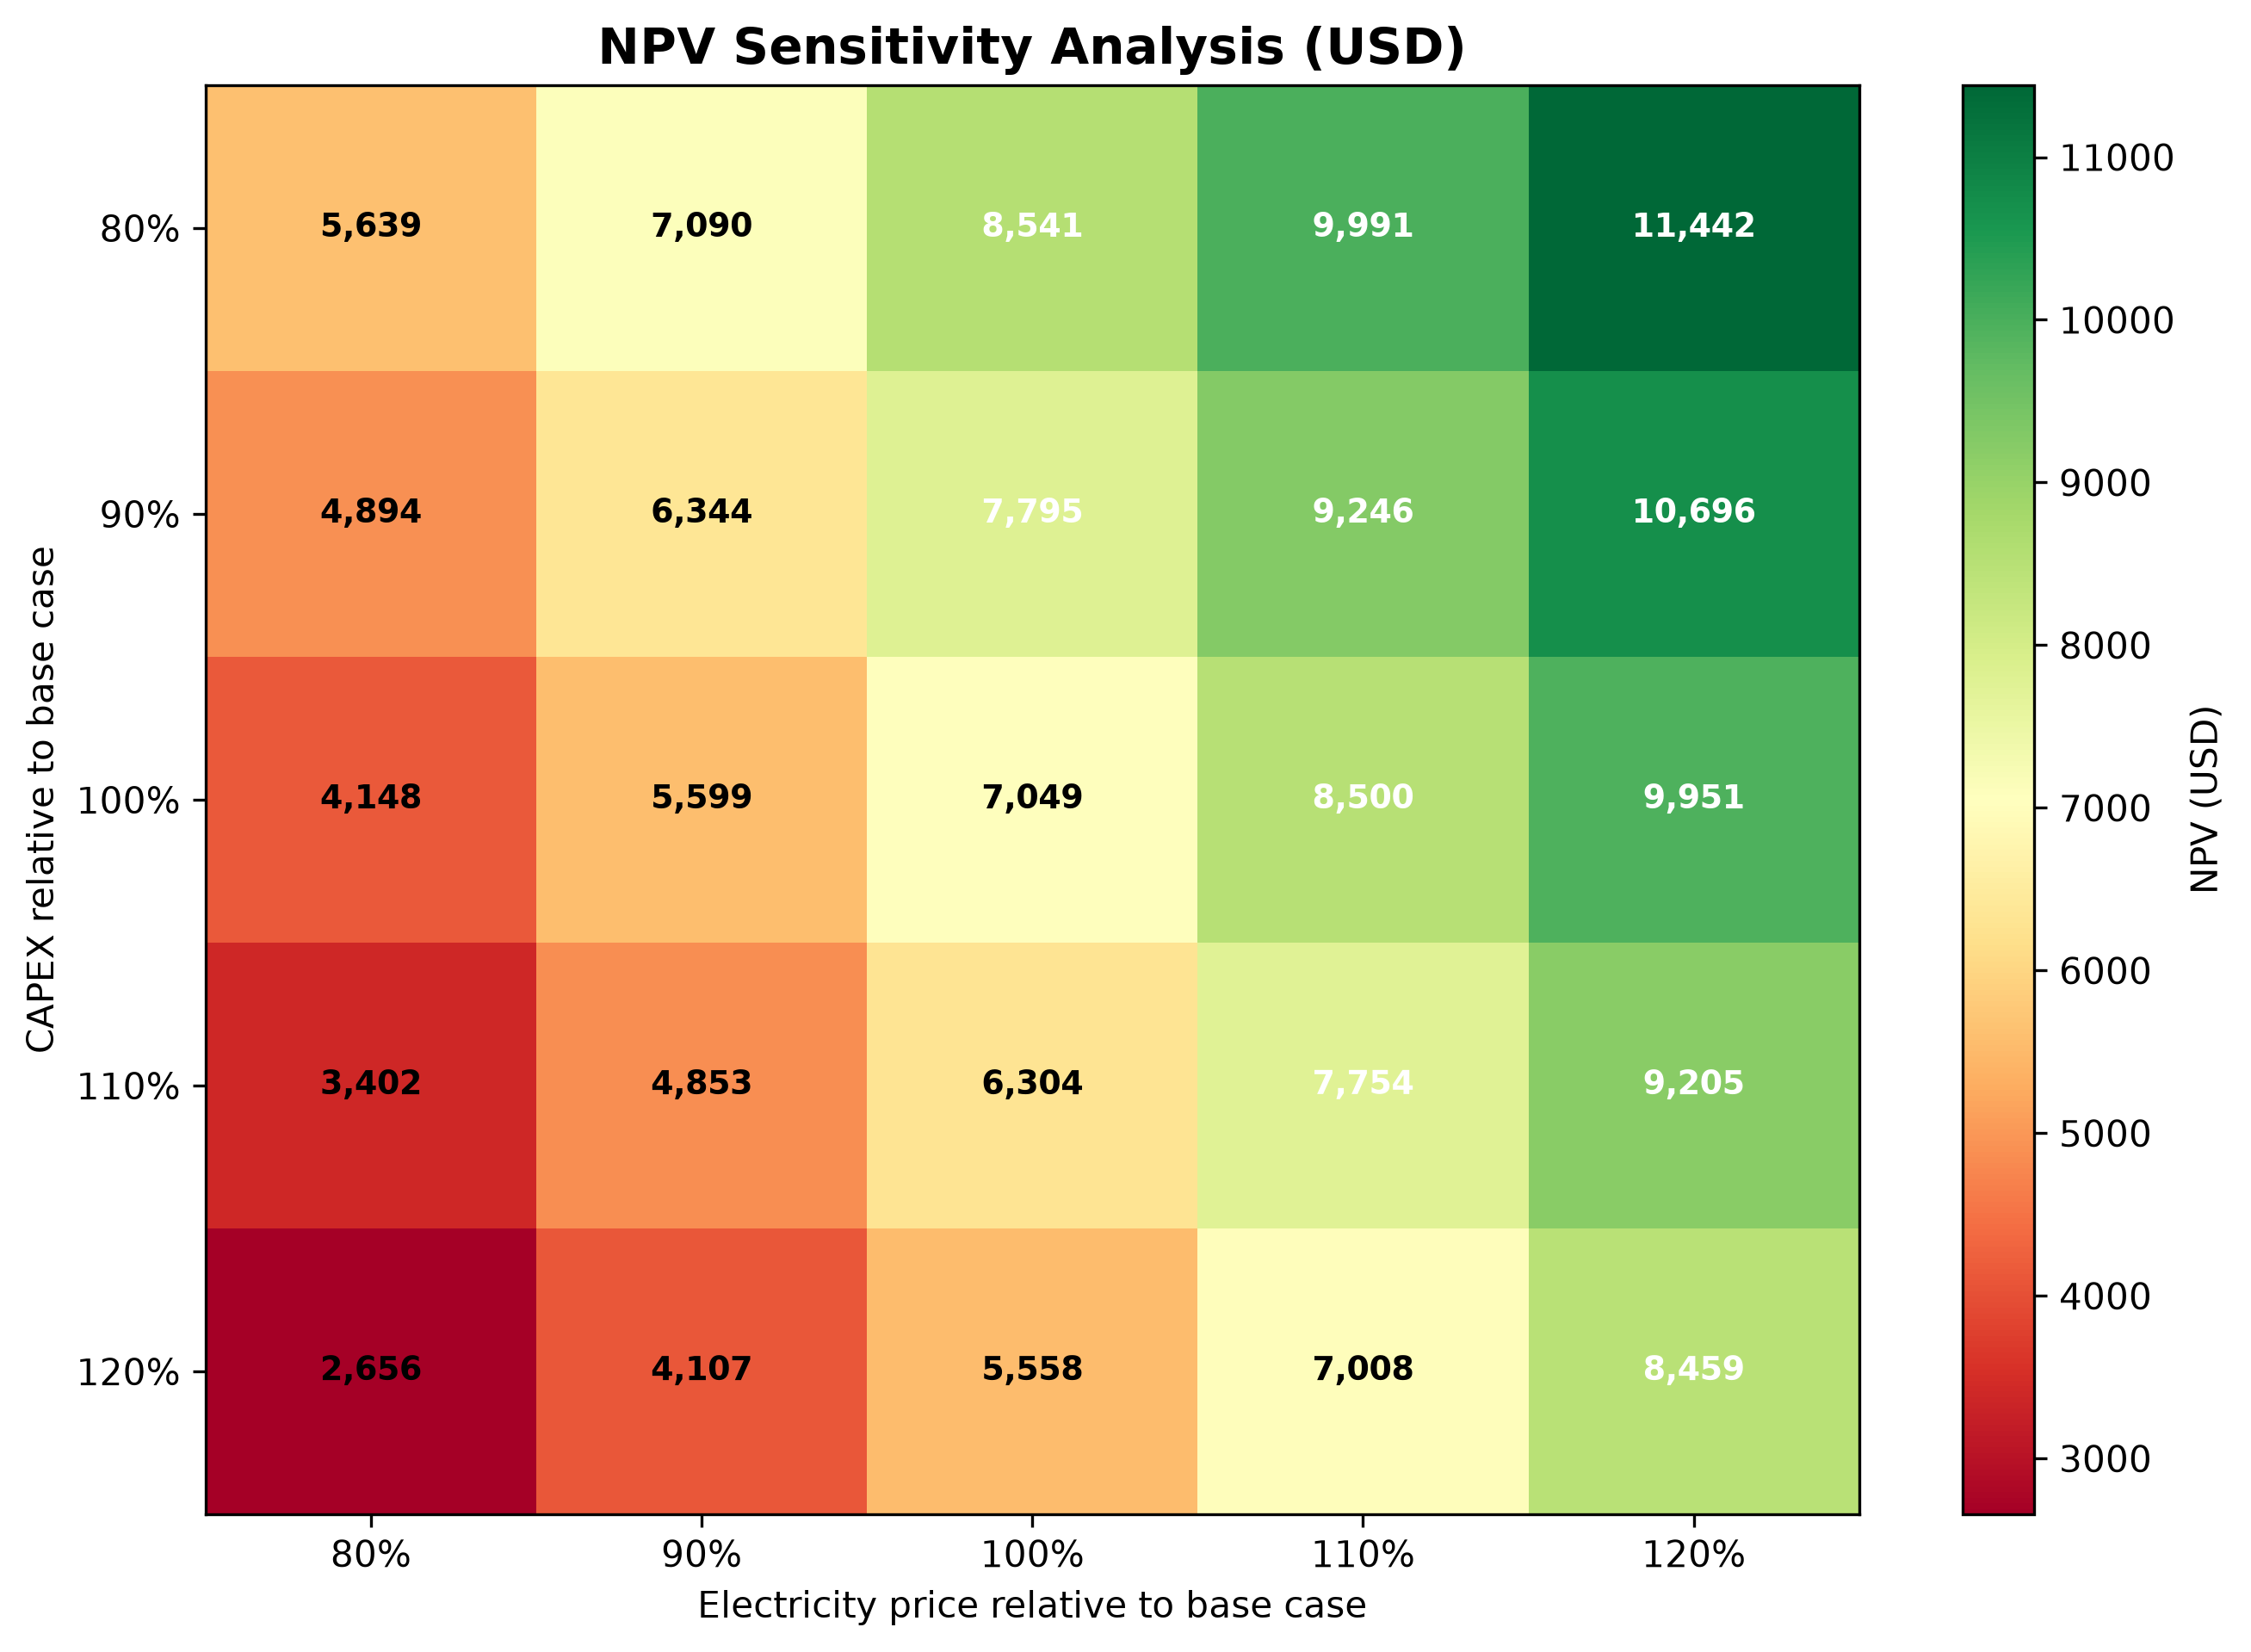 NPV Sensitivity Analysis (USD)
CAPEX relative to base case
80% 5,639 7,090 8,541 9,991 11,442
90% 4,894 6,344 7,795 9,246 10,696
100% 4,148 5,599 7,049 8,500 9,951
110% 3,402 4,853 6,304 7,754 9,205
120% 2,656 4,107 5,558 7,008 8,459
80% 90% 100% 110% 120%
Electricity price relative to base case
11000
10000
9000
8000
7000
6000
5000
4000
3000
NPV (USD)